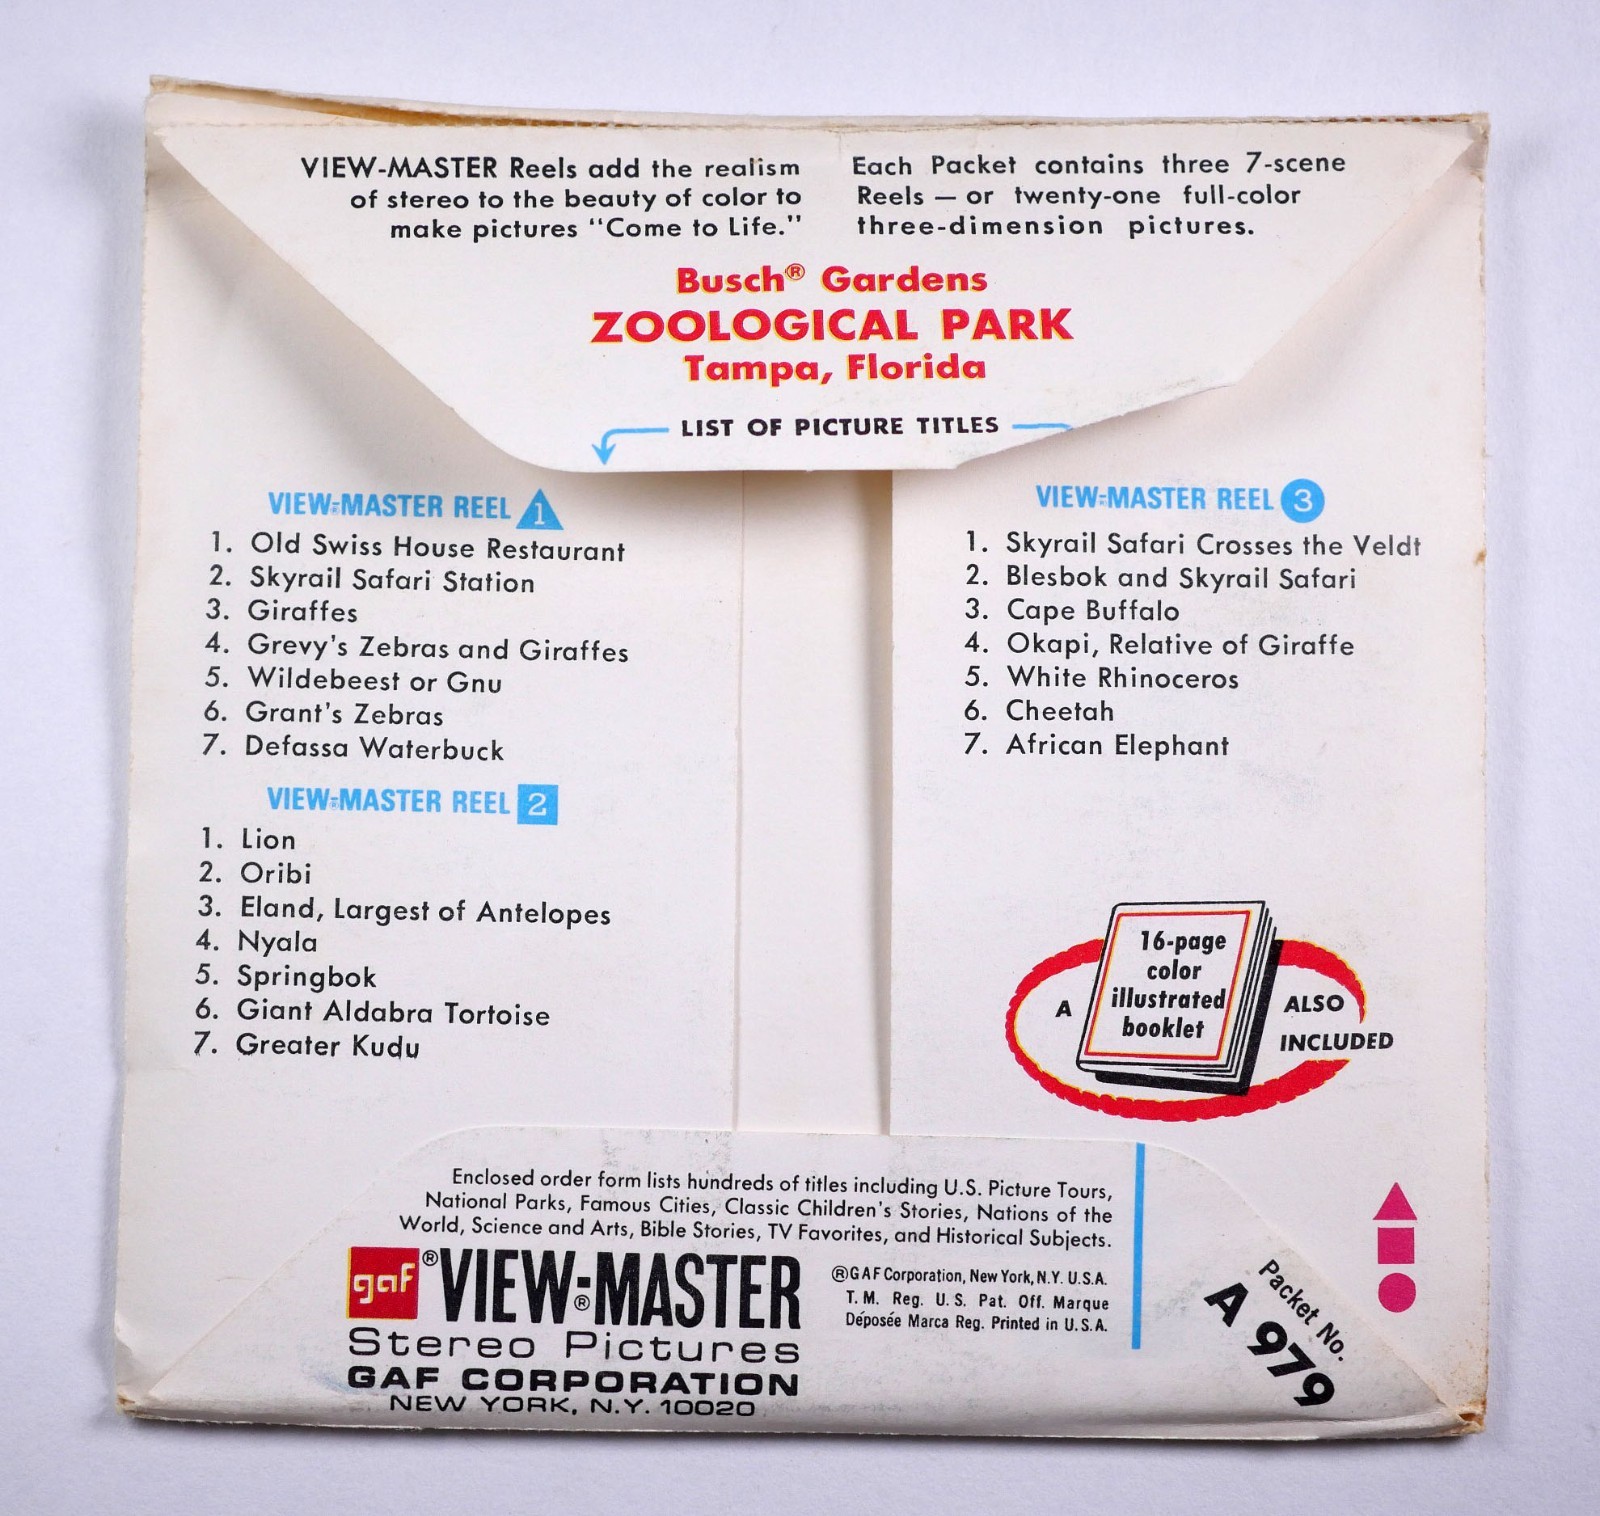 VIEW-MASTER Reels add the realism
of stereo to the beauty of color to
make pictures "Come to Life."
Each Packet contains three 7-scene
Reels — or twenty-one full-color
three-dimension pictures.
Busch® Gardens
ZOOLOGICAL PARK
Tampa, Florida
LIST OF PICTURE TITLES
VIEW-MASTER REEL 1
1. Old Swiss House Restaurant
2. Skyrail Safari Station
3. Giraffes
4. Grevy's Zebras and Giraffes
5. Wildebeest or Gnu
6. Grant's Zebras
7. Defassa Waterbuck
VIEW-MASTER REEL 2
1. Lion
2. Oribi
3. Eland, Largest of Antelopes
4. Nyala
5. Springbok
6. Giant Aldabra Tortoise
7. Greater Kudu
VIEW-MASTER REEL 3
1. Skyrail Safari Crosses the Veldt
2. Blesbok and Skyrail Safari
3. Cape Buffalo
4. Okapi, Relative of Giraffe
5. White Rhinoceros
6. Cheetah
7. African Elephant
A
16-page
color
illustrated
booklet
ALSO
INCLUDED
Enclosed order form lists hundreds of titles including U.S. Picture Tours,
National Parks, Famous Cities, Classic Children's Stories, Nations of the
World, Science and Arts, Bible Stories, TV Favorites, and Historical Subjects.
gaf® VIEW-MASTER®
Stereo Pictures
GAF CORPORATION
NEW YORK, N.Y. 10020
®GAF Corporation, New York, N.Y. U.S.A.
T.M. Reg. U.S. Pat. Off. Marque
Déposée Marca Reg. Printed in U.S.A.
Packet No.
A 979